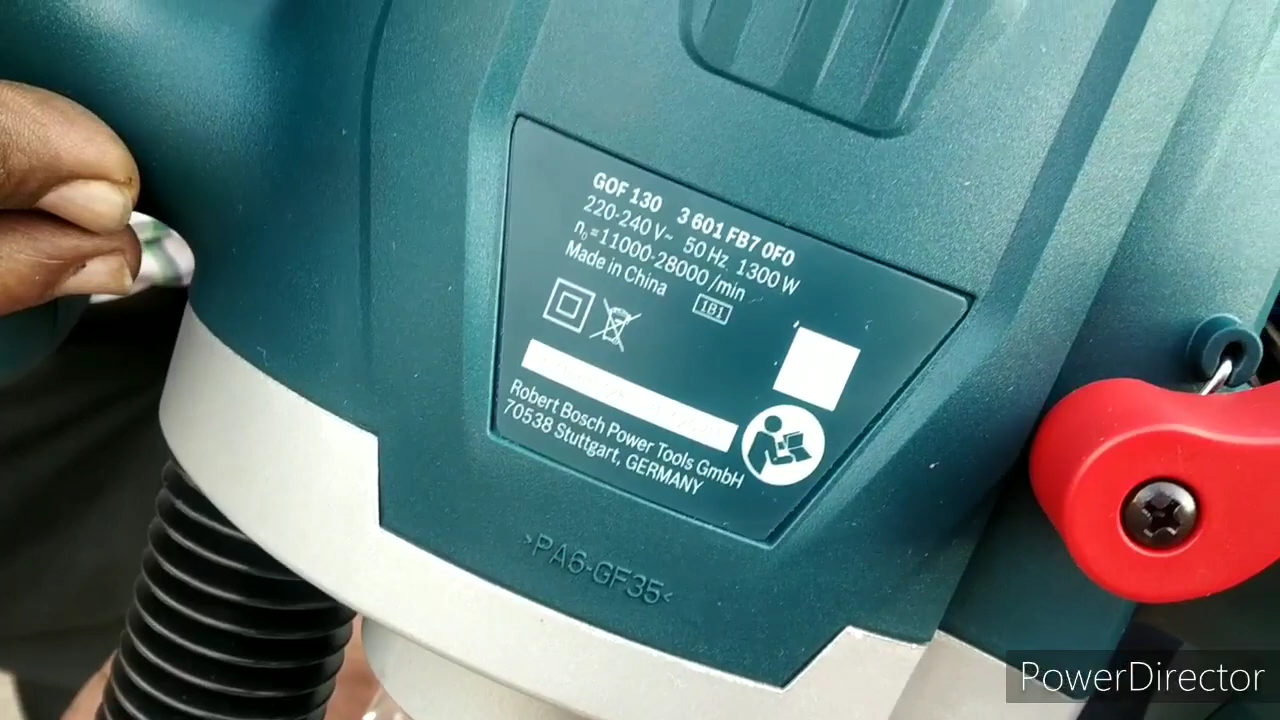 GOF 130 3 601 FB7 0F0
220-240 V~ 50 Hz 1300 W
n₀=11000-28000 /min
Made in China
1B1
Robert Bosch Power Tools GmbH
70538 Stuttgart, GERMANY
>PA6-GF35<
PowerDirector